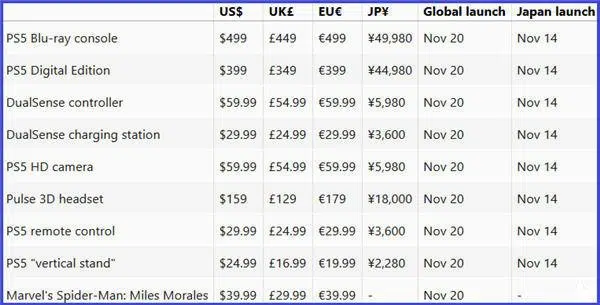 US$ UK£ EU€ JP¥ Global launch Japan launch
PS5 Blu-ray console $499 £449 €499 ¥49,980 Nov 20 Nov 14
PS5 Digital Edition $399 £349 €399 ¥44,980 Nov 20 Nov 14
DualSense controller $59.99 £54.99 €59.99 ¥5,980 Nov 20 Nov 14
DualSense charging station $29.99 £24.99 €29.99 ¥3,600 Nov 20 Nov 14
PS5 HD camera $59.99 £54.99 €59.99 ¥5,980 Nov 20 Nov 14
Pulse 3D headset $159 £129 €179 ¥18,000 Nov 20 Nov 14
PS5 remote control $29.99 £24.99 €29.99 ¥3,600 Nov 20 Nov 14
PS5 "vertical stand" $24.99 £16.99 €19.99 ¥2,280 Nov 20 Nov 14
Marvel's Spider-Man: Miles Morales $39.99 £29.99 €39.99 - Nov 20 -